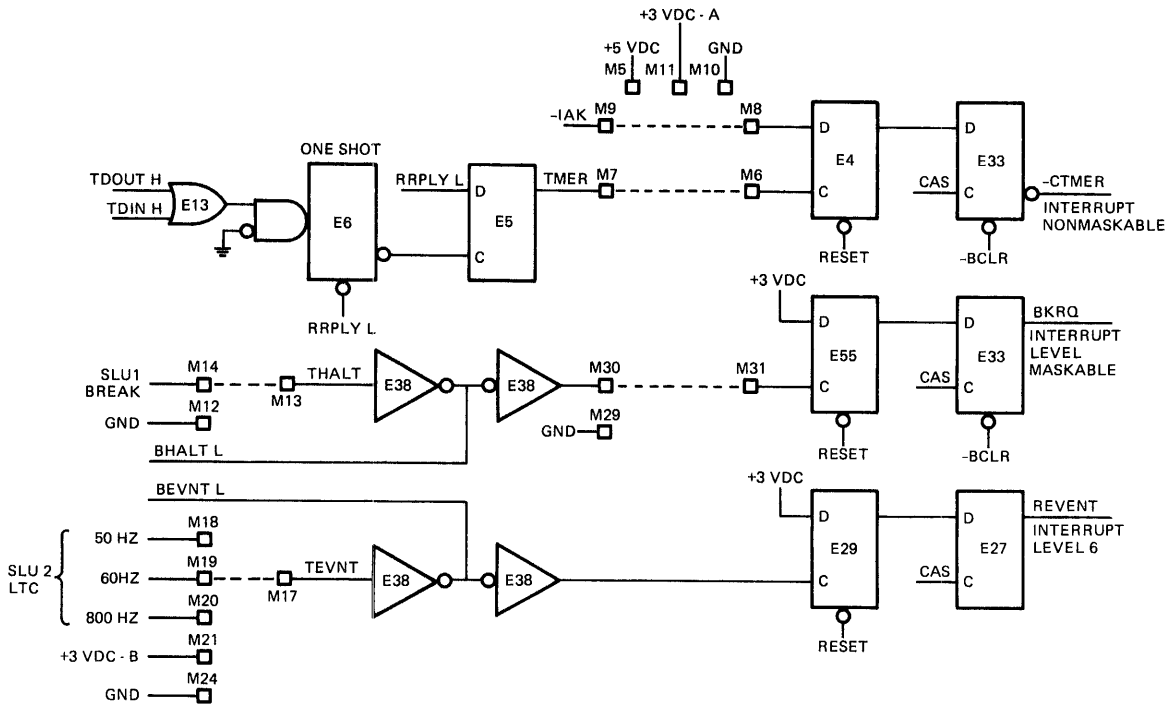 +3 VDC - A
+5 VDC
GND
M5
M11
M10
-IAK
M9
M8
D
E4
C
RESET
D
E33
CAS
C
-BCLR
-CTMER
INTERRUPT
NONMASKABLE
ONE SHOT
TDOUT H
TDIN H
E13
E6
RRPLY L
RRPLY L
D
E5
C
TMER
M7
M6
+3 VDC
D
E55
C
RESET
D
E33
CAS
C
-BCLR
BKRQ
INTERRUPT
LEVEL
MASKABLE
SLU1
BREAK
M14
M13
THALT
E38
E38
M30
M31
M12
GND
M29
GND
BHALT L
BEVNT L
+3 VDC
D
E29
C
RESET
D
E27
CAS
C
REVENT
INTERRUPT
LEVEL 6
SLU 2
LTC
50 HZ
M18
60HZ
M19
M17
TEVNT
E38
E38
800 HZ
M20
+3 VDC - B
M21
GND
M24